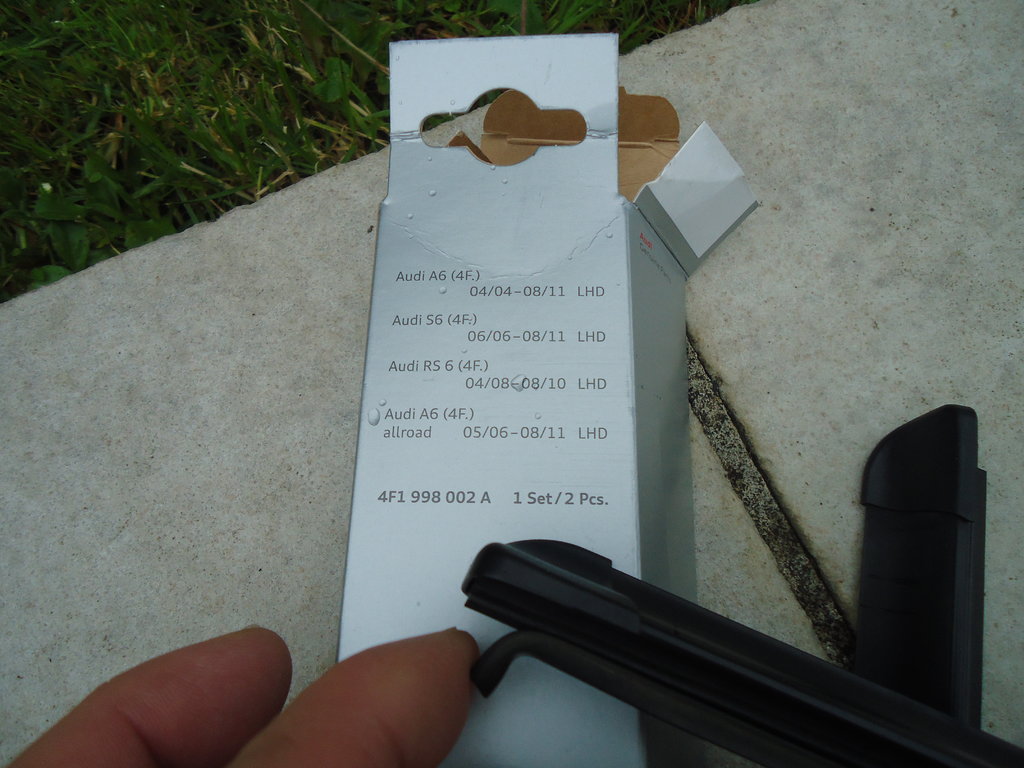 Audi A6 (4F.)
04/04–08/11 LHD
Audi S6 (4F.)
06/06–08/11 LHD
Audi RS 6 (4F.)
04/08–08/10 LHD
Audi A6 (4F.)
allroad 05/06–08/11 LHD
4F1 998 002 A 1 Set/2 Pcs.
Audi